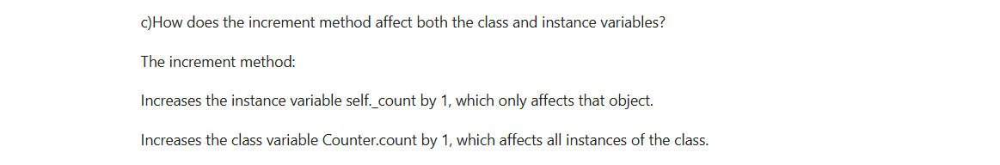 c)How does the increment method affect both the class and instance variables?
The increment method:
Increases the instance variable self._count by 1, which only affects that object.
Increases the class variable Counter.count by 1, which affects all instances of the class.